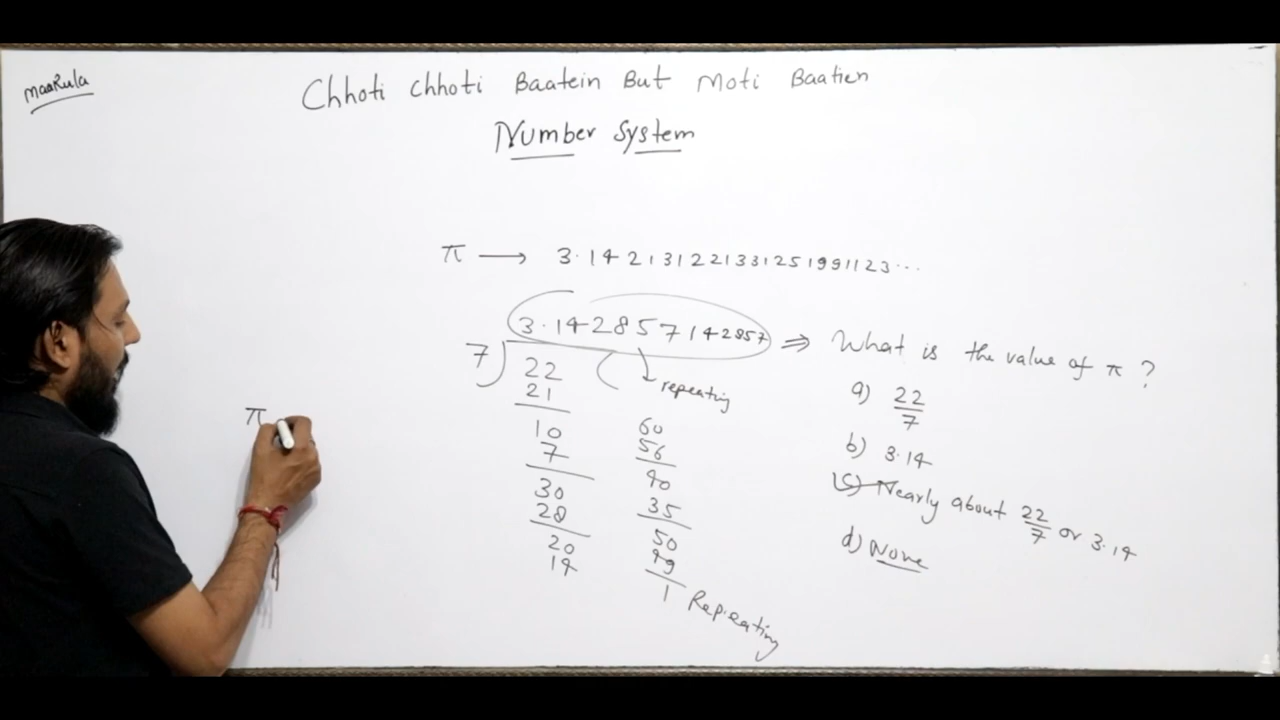 MaaRula
Chhoti Chhoti Baatein But Moti Baatien
Number System
π → 3.142131221331251991123...
3.142857142857 ⇒ What is the value of π ?
7) 22
21
10
7
30
28
20
14
repeating
60
56
40
35
50
49
1 Repieating
a) 22/7
b) 3.14
c) Nearly about 22/7 or 3.14
d) None
π